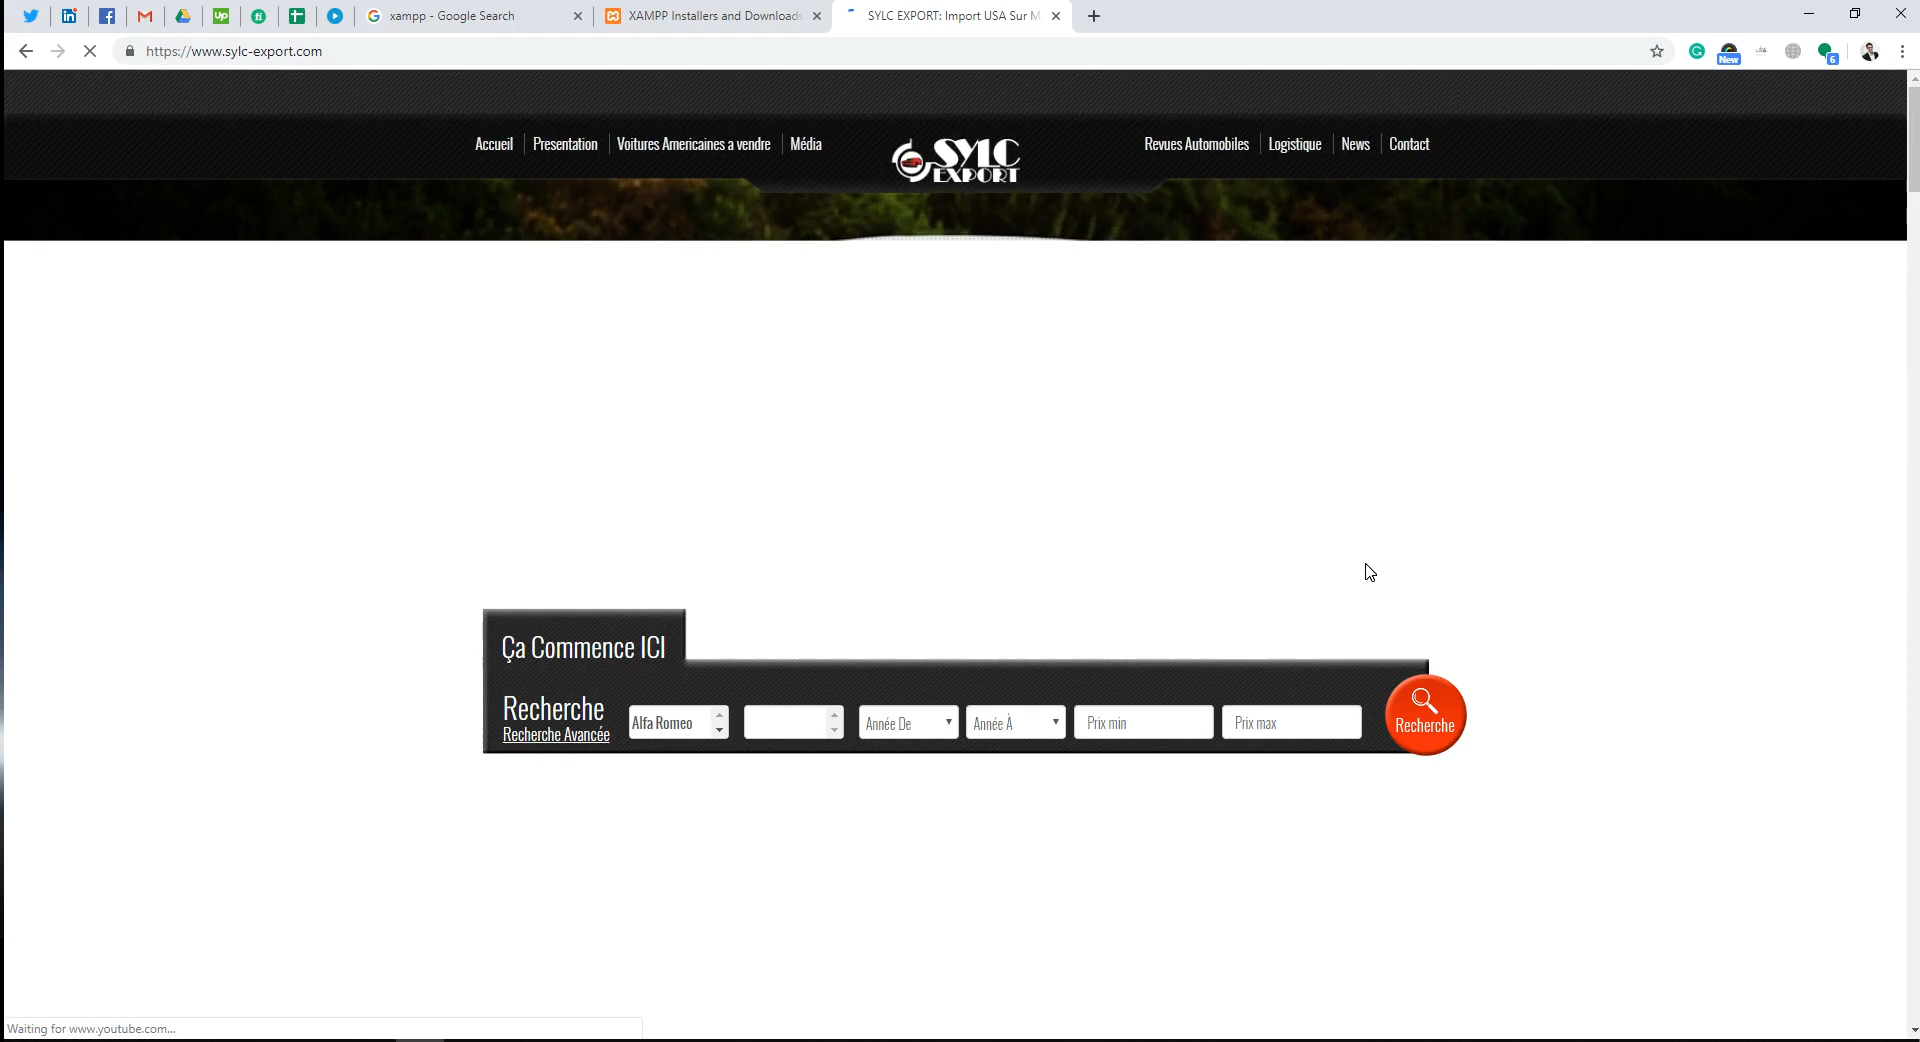 xampp - Google Search
XAMPP Installers and Downloads
SYLC EXPORT: Import USA Sur M
https://www.sylc-export.com
New
6
Accueil
Presentation
Voitures Americaines a vendre
Média
SYLC
EXPORT
Revues Automobiles
Logistique
News
Contact
Ça Commence ICI
Recherche
Recherche Avancée
Alfa Romeo
Année De
Année À
Prix min
Prix max
Recherche
Waiting for www.youtube.com...